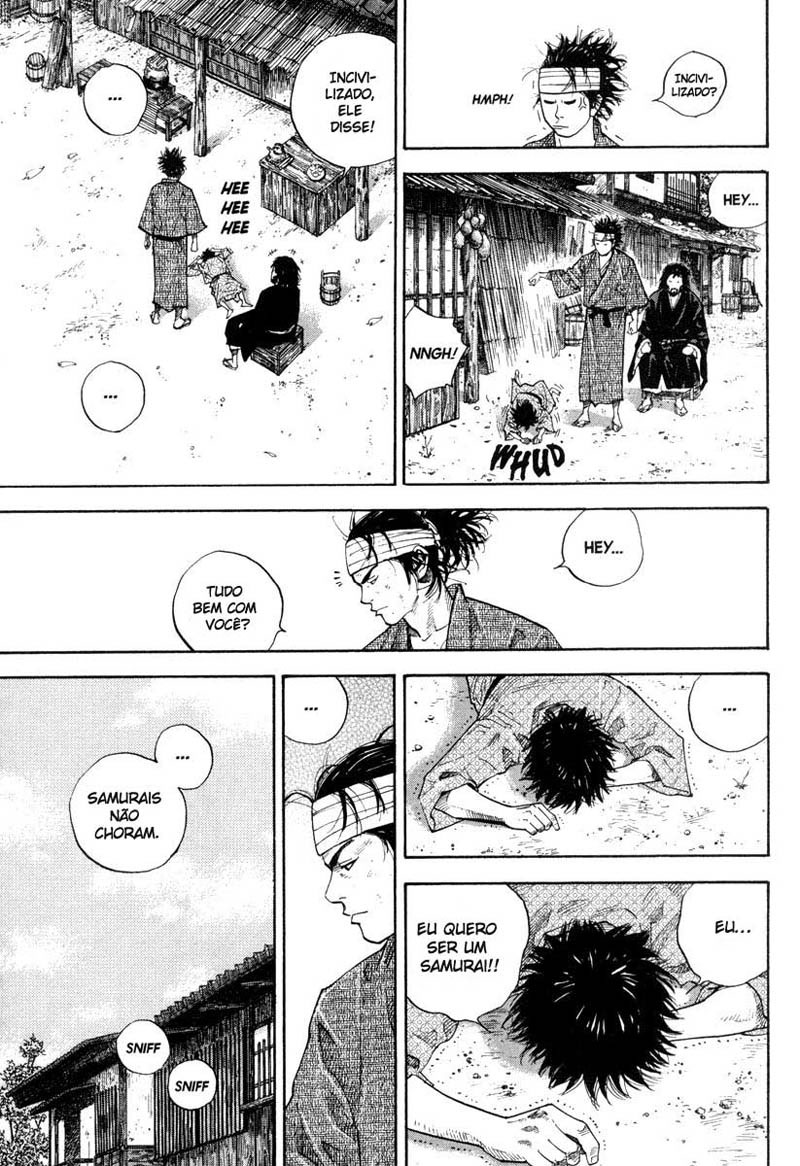 INCIVI-
LIZADO?
HMPH!
HEY...
NNGH!
WHUD
INCIVI-
LIZADO,
ELE
DISSE!
...
HEE
HEE
HEE
...
HEY...
TUDO
BEM COM
VOCÊ?
...
EU...
EU QUERO
SER UM
SAMURAI!!
...
...
SAMURAIS
NÃO
CHORAM.
SNIFF
SNIFF